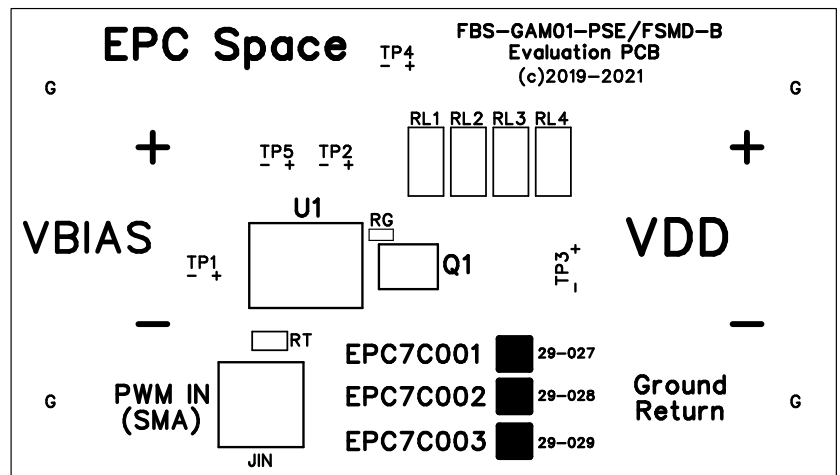 EPC Space
TP4
- +
FBS-GAM01-PSE/FSMD-B
Evaluation PCB
(c)2019-2021
G
G
RL1 RL2 RL3 RL4
+
+
TP5
- +
TP2
- +
U1
RG
VBIAS
VDD
Q1
TP1
- +
TP3
- +
-
-
RT
EPC7C001 29-027
PWM IN
(SMA)
EPC7C002 29-028
Ground
Return
G
G
EPC7C003 29-029
JIN